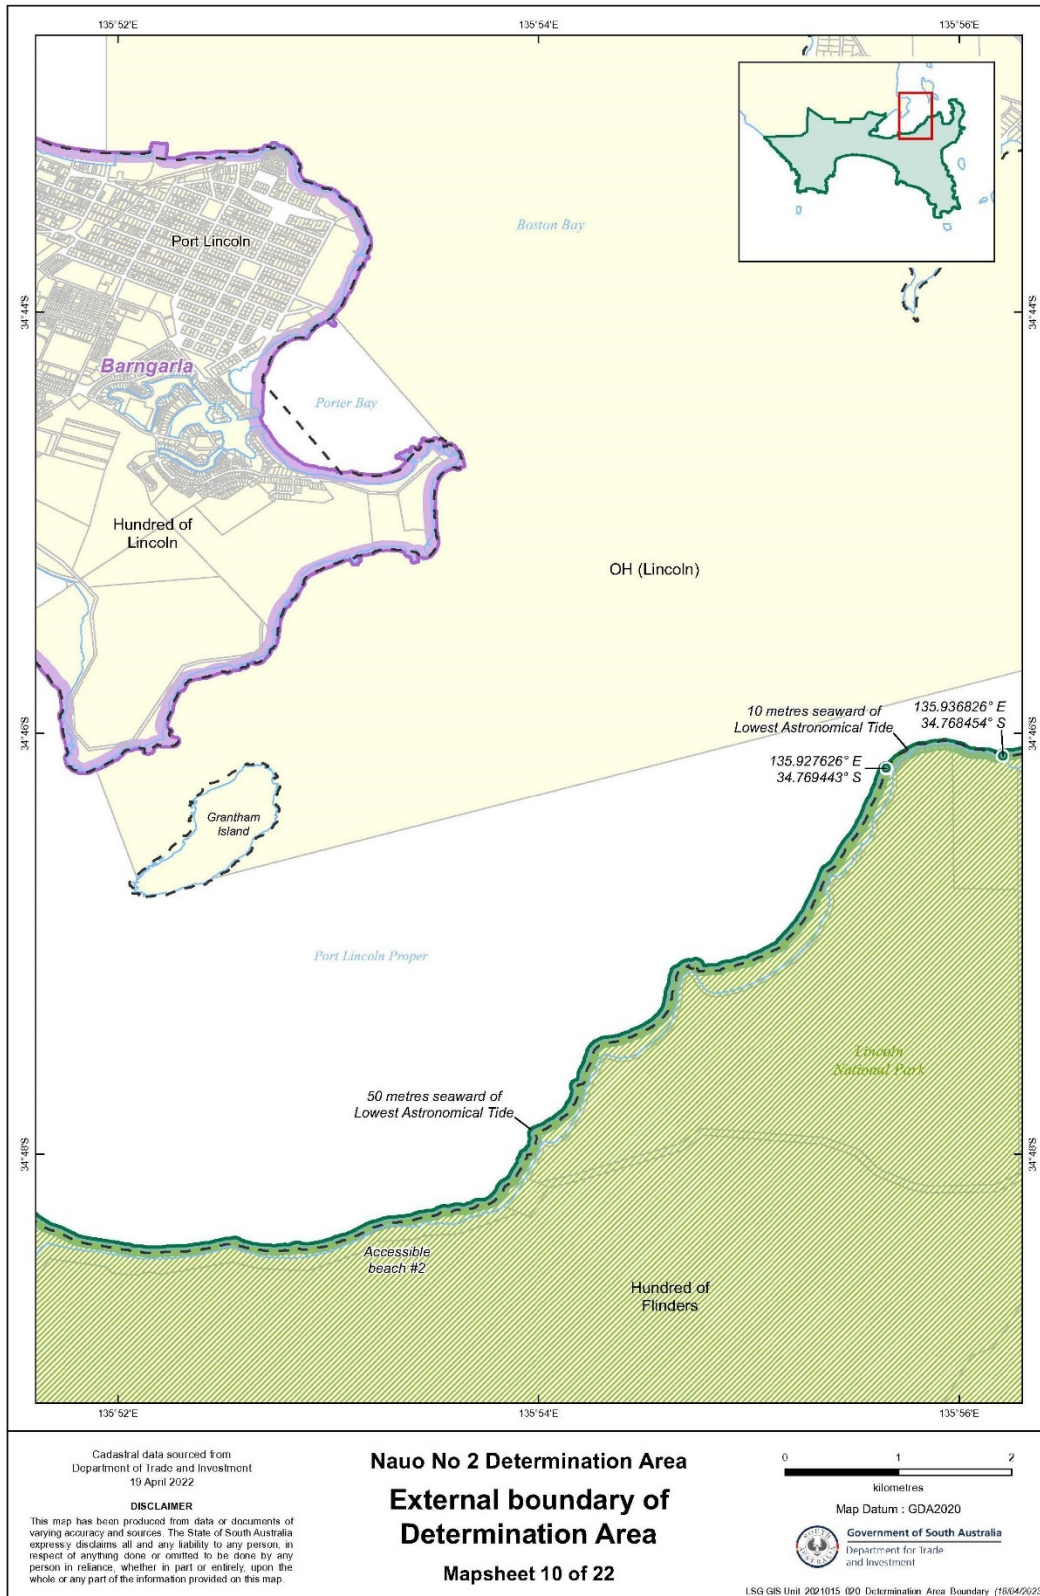 135°52'E
135°54'E
135°56'E
Boston Bay
Port Lincoln
34°44'S
34°44'S
Barngarla
Porter Bay
Hundred of
Lincoln
OH (Lincoln)
10 metres seaward of
Lowest Astronomical Tide
135.936826° E
34.768454° S
34°46'S
34°46'S
135.927626° E
34.769443° S
Grantham
Island
Port Lincoln Proper
Lincoln
National Park
50 metres seaward of
Lowest Astronomical Tide
34°48'S
34°48'S
Accessible
beach #2
Hundred of
Flinders
135°52'E
135°54'E
135°56'E
Cadastral data sourced from
Department of Trade and Investment
19 April 2022
DISCLAIMER
This map has been produced from data or documents of
varying accuracy and sources. The State of South Australia
expressly disclaims all and any liability to any person, in
respect of anything done or omitted to be done by any
person in reliance, whether in part or entirely, upon the
whole or any part of the information provided on this map.
Nauo No 2 Determination Area
External boundary of
Determination Area
Mapsheet 10 of 22
0 1 2
kilometres
Map Datum : GDA2020
SOUTH AUSTRALIA
Government of South Australia
Department for Trade
and Investment
LSG GIS Unit 2021015_020_Determination_Area_Boundary (18/04/2023)